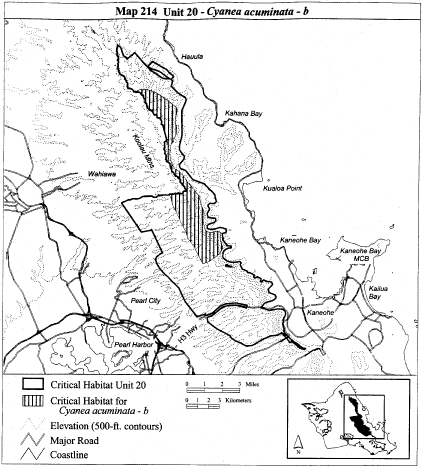 Map 214 Unit 20 - Cyanea acuminata - b
Hauula
Kahana Bay
Koolau Mtns
Wahiawa
Kualoa Point
Kaneohe Bay
Kaneohe Bay
MCB
Kailua
Bay
Pearl City
Kaneohe
H3 Hwy
Pearl Harbor
Critical Habitat Unit 20
Critical Habitat for
Cyanea acuminata - b
Elevation (500-ft. contours)
Major Road
Coastline
0 1 2 3 Miles
0 1 2 3 Kilometers
N